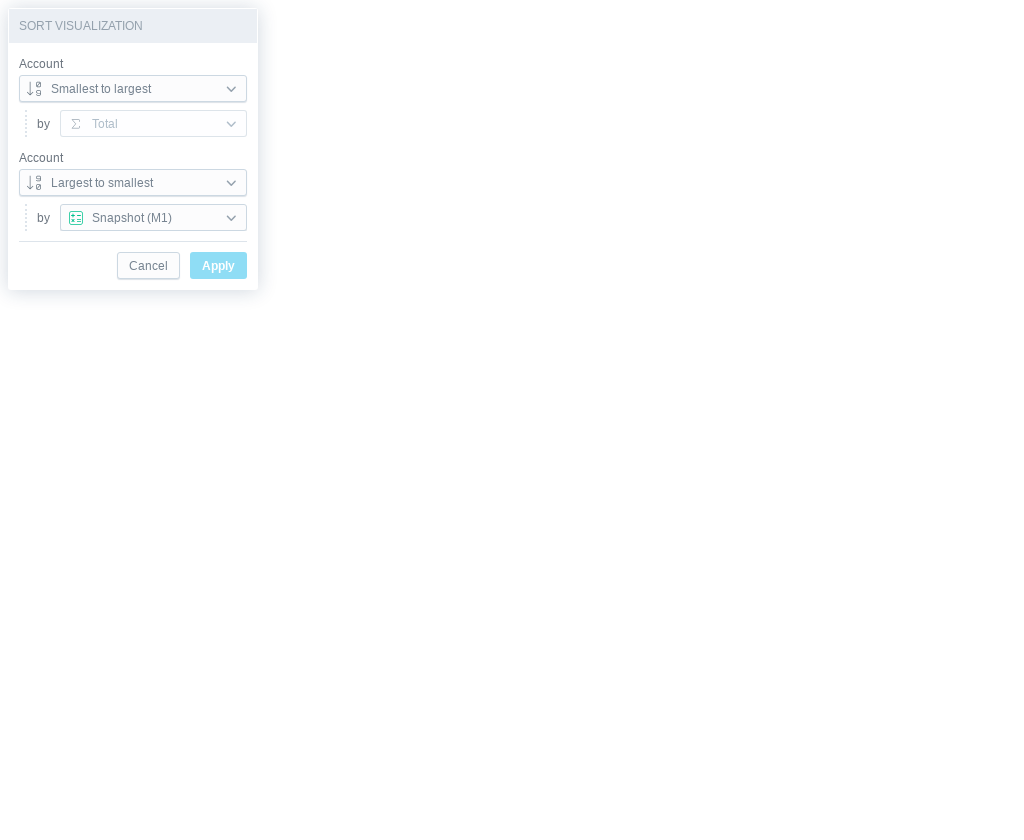 SORT VISUALIZATION
Account
Smallest to largest
by Total
Account
Largest to smallest
by Snapshot (M1)
Cancel Apply